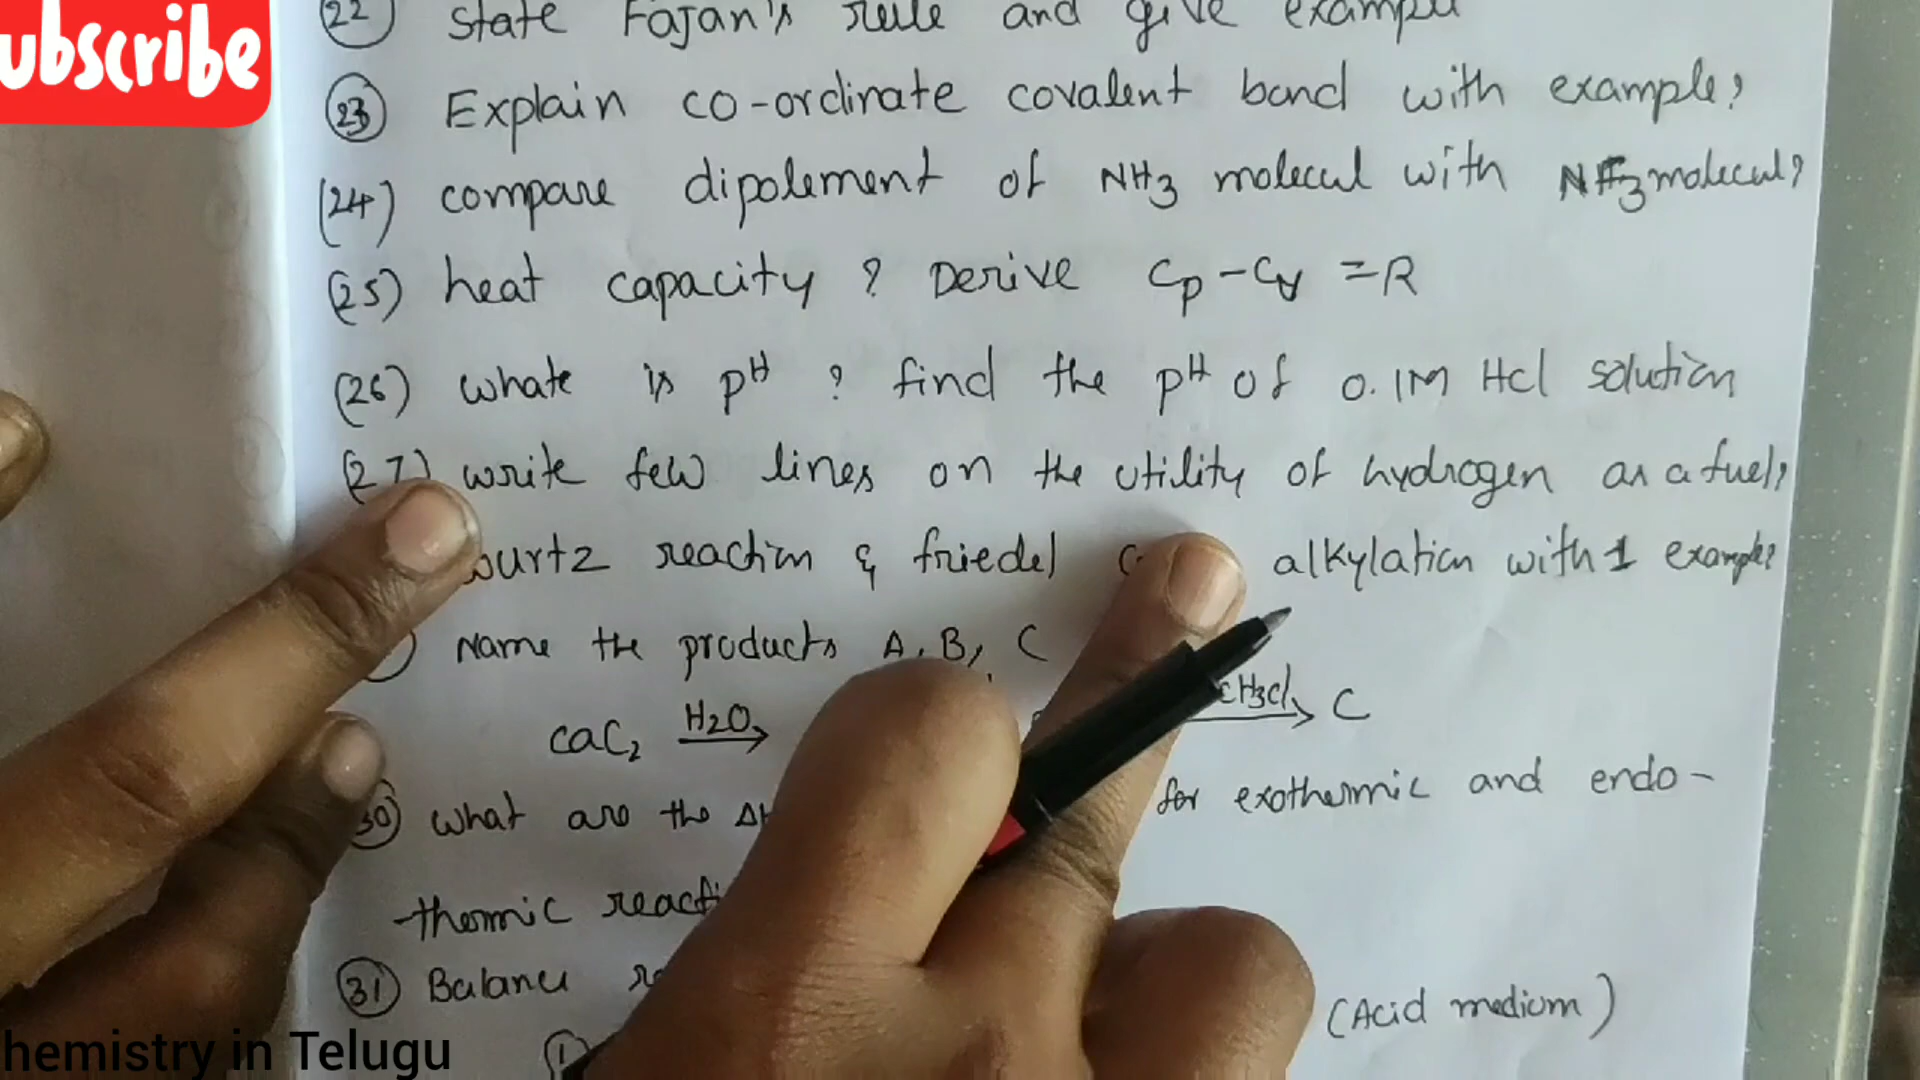 (22) state Fajan's rule and give example
ubscribe
(23) Explain co-ordinate covalent bond with example?
(24) compare dipolement of NH3 molecul with NF3 molecul?
(25) heat capacity ? Derive Cp-Cv =R
(26) whate is pH ? find the pH of 0.1M Hcl solution
(27) write few lines on the utility of hydrogen as a fuel?
wurtz reaction & friedel alkylation with 1 example?
Name the products A, B, C
CaC2 H2O→ CH3Cl→ C
30) what are the for exothermic and endo-
thermic reacti
(31) Balance (Acid medium)
(1
hemistry in Telugu